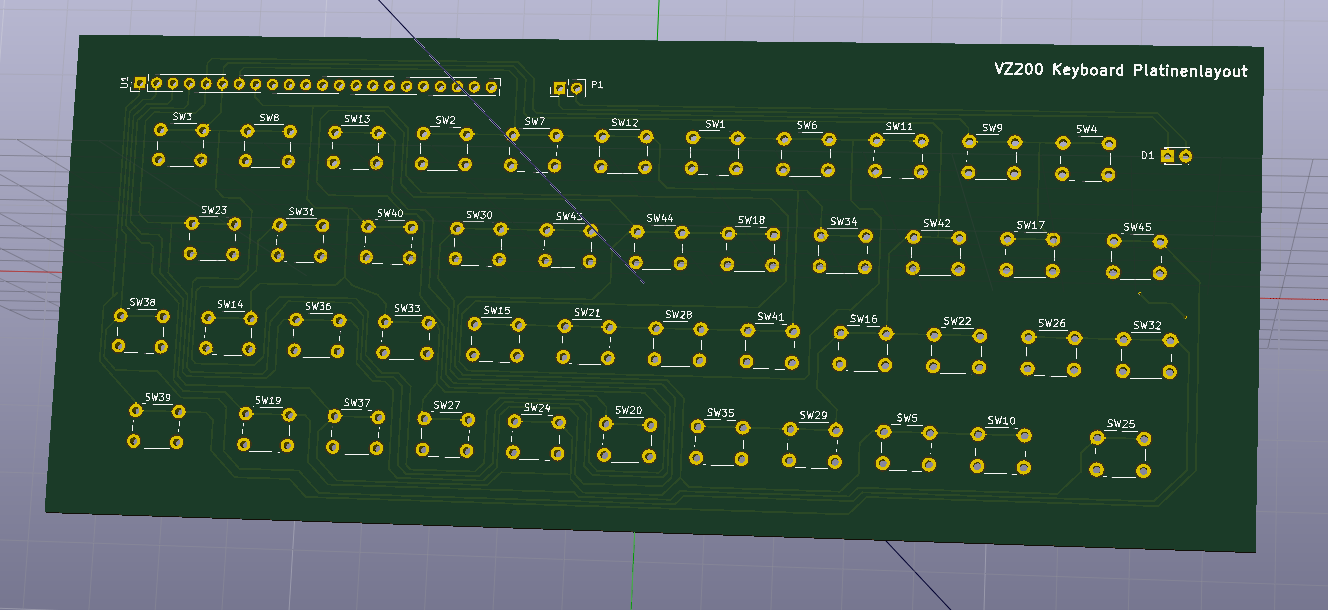 VZ200 Keyboard Platinenlayout
U1
P1
SW3 SW8 SW13 SW2 SW7 SW12 SW1 SW6 SW11 SW9 SW4
D1
SW23 SW31 SW40 SW30 SW43 SW44 SW18 SW34 SW42 SW17 SW45
SW38 SW14 SW36 SW33 SW15 SW21 SW28 SW41 SW16 SW22 SW26 SW32
SW39 SW19 SW37 SW27 SW24 SW20 SW35 SW29 SW5 SW10 SW25